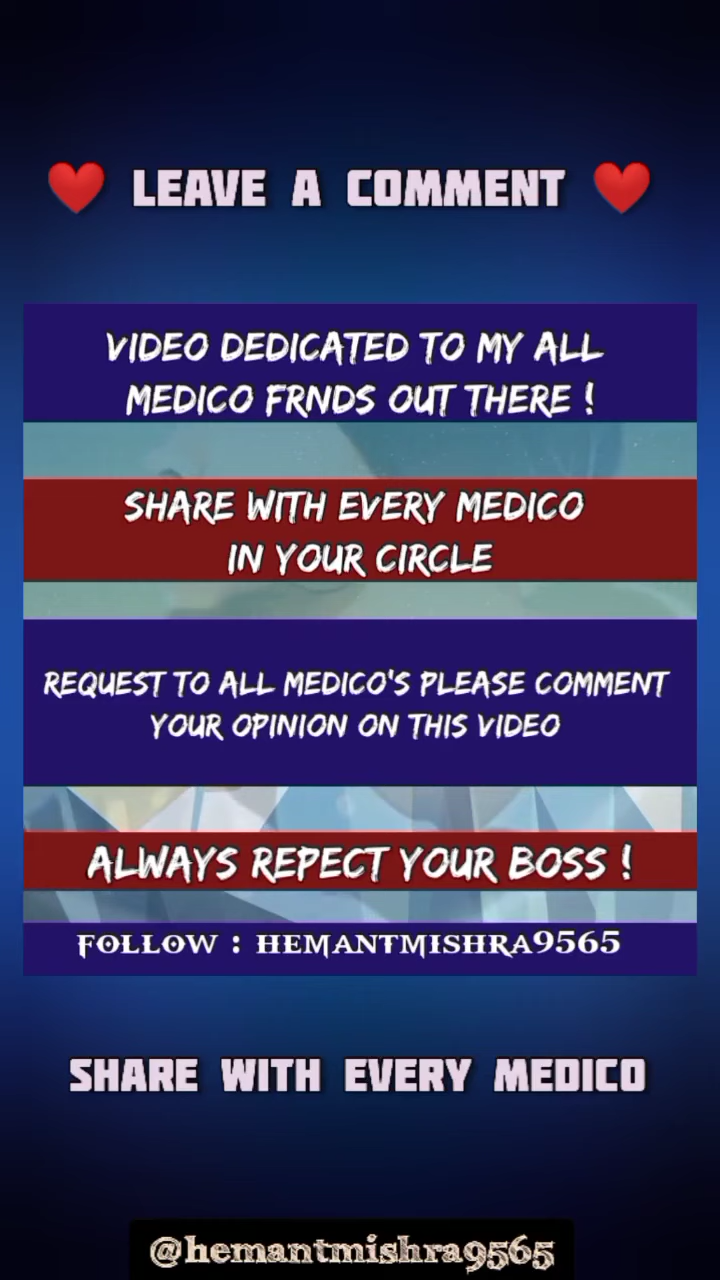 ❤️ LEAVE A COMMENT ❤️
VIDEO DEDICATED TO MY ALL
MEDICO FRNDS OUT THERE !
SHARE WITH EVERY MEDICO
IN YOUR CIRCLE
REQUEST TO ALL MEDICO'S PLEASE COMMENT
YOUR OPINION ON THIS VIDEO
ALWAYS REPECT YOUR BOSS !
FOLLOW : HEMANTMISHRA9565
SHARE WITH EVERY MEDICO
@hemantmishra9565